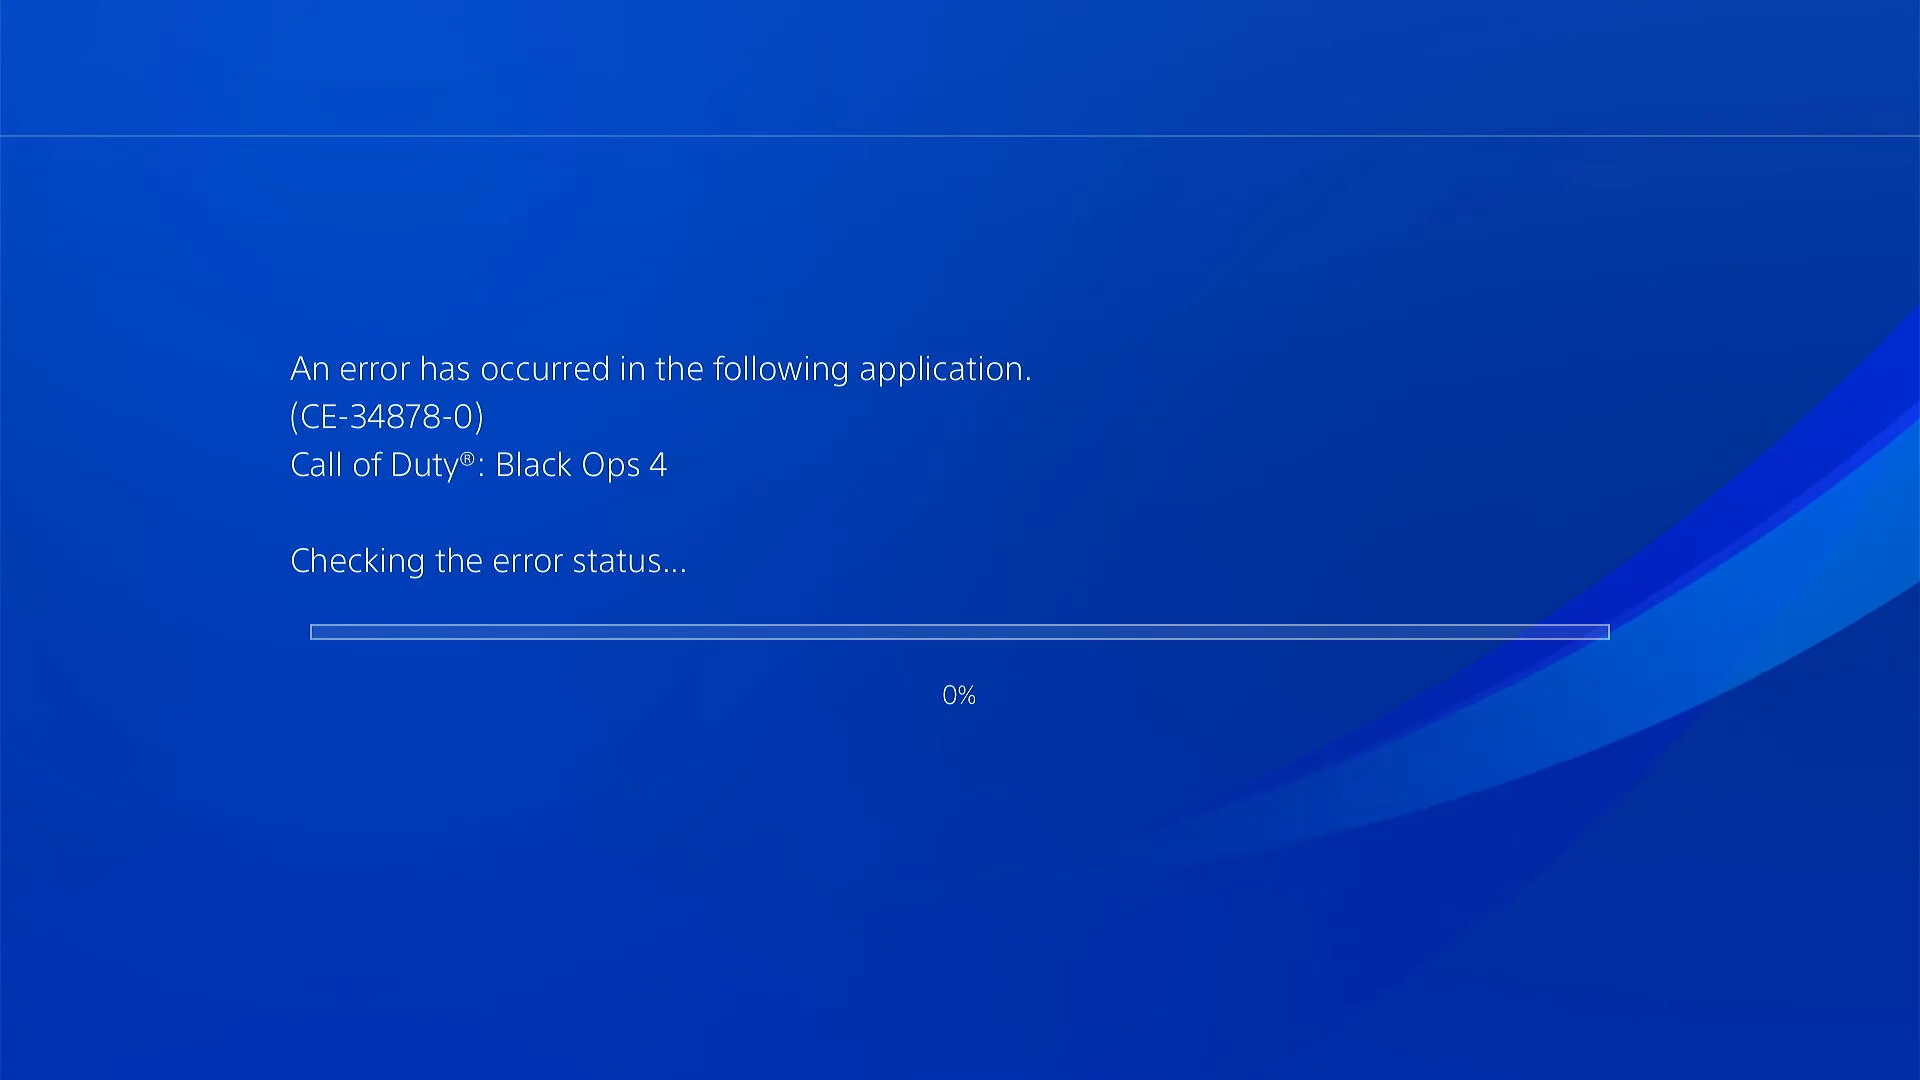 An error has occurred in the following application.
(CE-34878-0)
Call of Duty®: Black Ops 4
Checking the error status...
0%